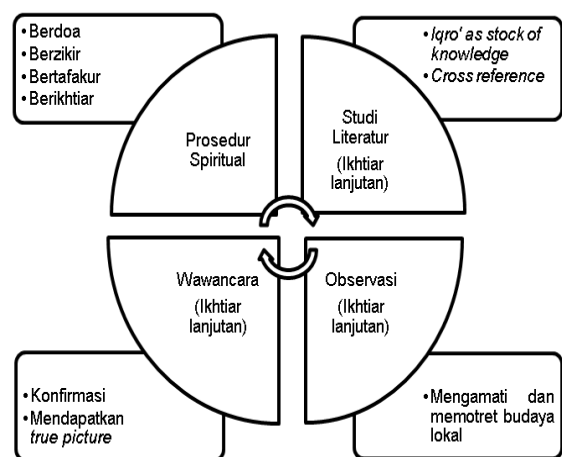 • Berdoa
• Berzikir
• Bertafakur
• Berikhtiar
• Iqro' as stock of
knowledge
• Cross reference
Prosedur
Spiritual
Studi
Literatur
(Ikhtiar
lanjutan)
Wawancara
(Ikhtiar
lanjutan)
Observasi
(Ikhtiar
lanjutan)
• Konfirmasi
• Mendapatkan
true picture
• Mengamati dan
memotret budaya
lokal